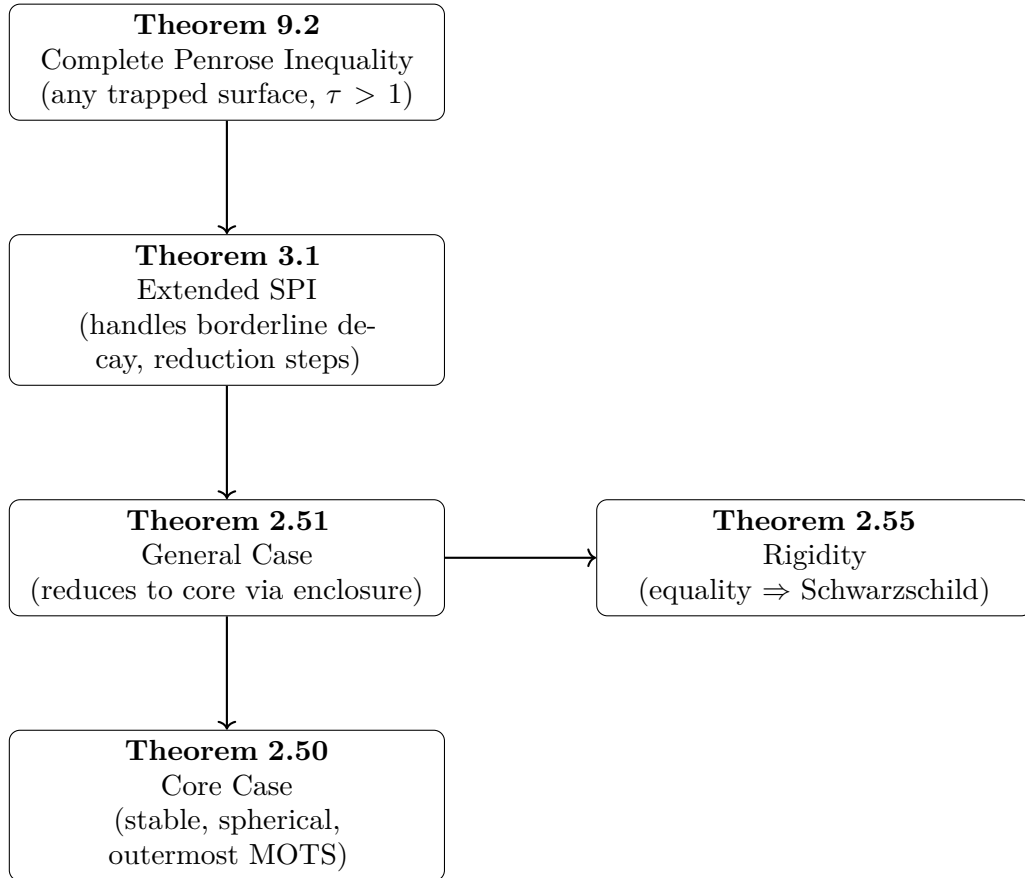 Theorem 9.2
Complete Penrose Inequality
(any trapped surface, τ > 1)
Theorem 3.1
Extended SPI
(handles borderline de-
cay, reduction steps)
Theorem 2.51
General Case
(reduces to core via enclosure)
Theorem 2.55
Rigidity
(equality ⇒ Schwarzschild)
Theorem 2.50
Core Case
(stable, spherical,
outermost MOTS)